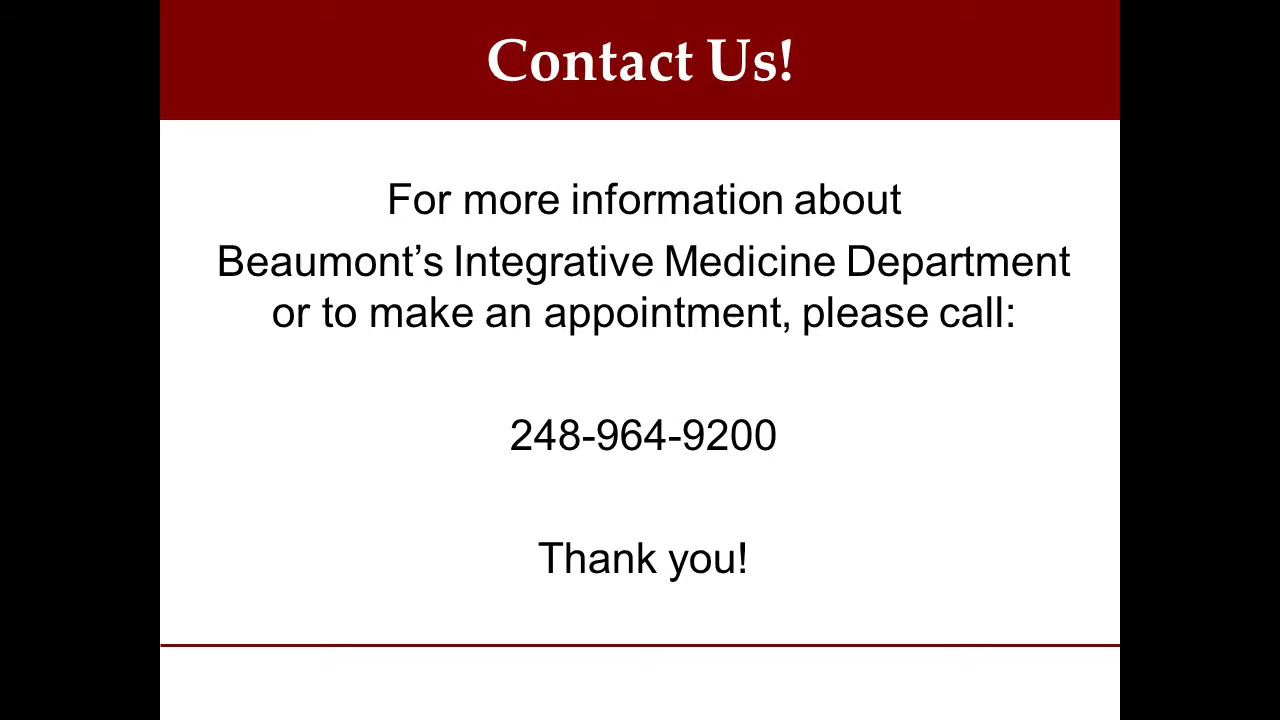 Contact Us!
For more information about
Beaumont’s Integrative Medicine Department
or to make an appointment, please call:
248-964-9200
Thank you!